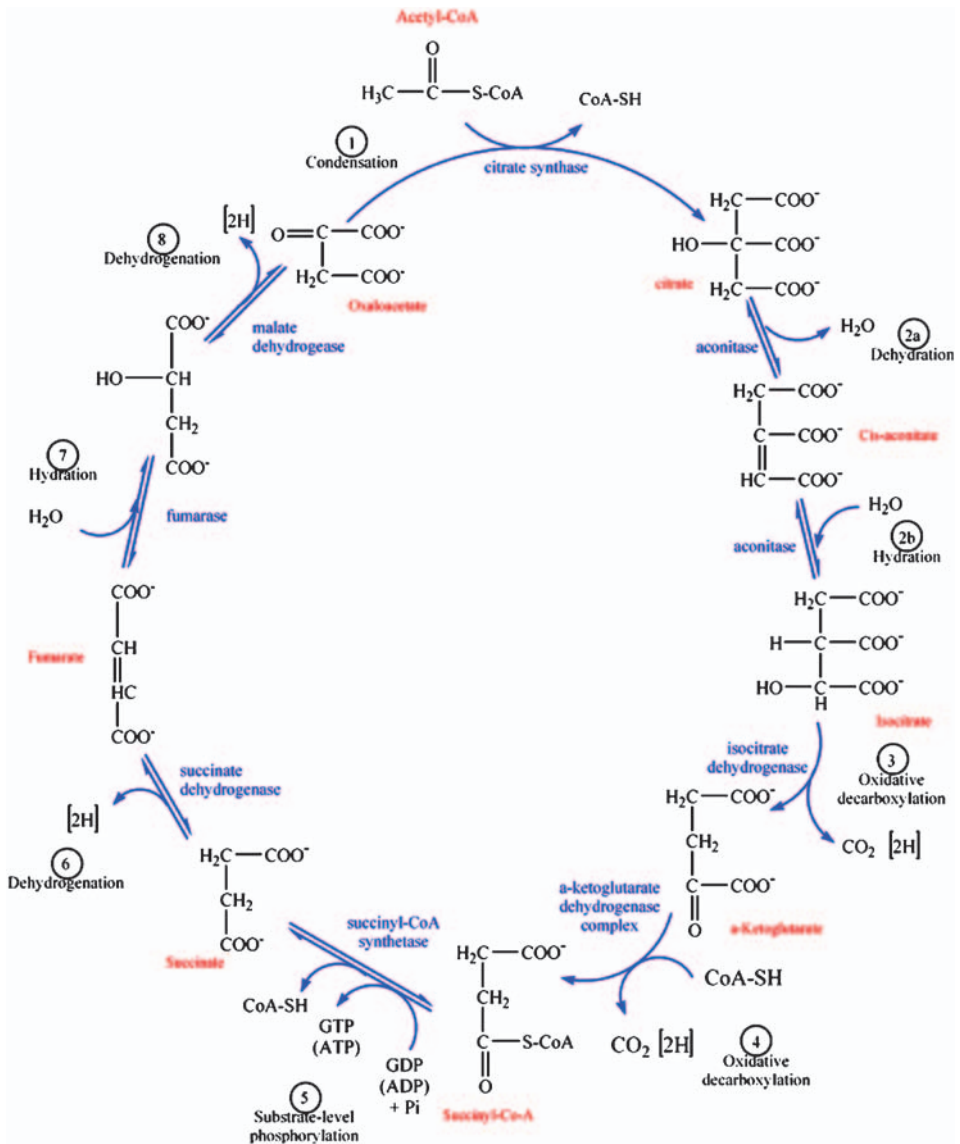 Acetyl-CoA
O
H₃C—C—S-CoA
CoA-SH
1
Condensation
citrate synthase
[2H]
8
Dehydrogenation
O=C—COO⁻
H₂C—COO⁻
Oxaloacetate
malate
dehydrogease
H₂C—COO⁻
HO—C—COO⁻
H₂C—COO⁻
citrate
aconitase
H₂O
2a
Dehydration
H₂C—COO⁻
C—COO⁻
HC—COO⁻
Cis-aconitate
aconitase
H₂O
2b
Hydration
H₂C—COO⁻
H—C—COO⁻
HO—C—COO⁻
H
Isocitrate
isocitrate
dehydrogenase
3
Oxidative
decarboxylation
CO₂ [2H]
H₂C—COO⁻
CH₂
C—COO⁻
O
a-Ketoglutarate
a-ketoglutarate
dehydrogenase
complex
CoA-SH
CO₂ [2H]
4
Oxidative
decarboxylation
H₂C—COO⁻
CH₂
C—S-CoA
O
Succinyl-Co-A
succinyl-CoA
synthetase
CoA-SH
GTP
(ATP)
GDP
(ADP)
+ Pi
5
Substrate-level
phosphorylation
H₂C—COO⁻
CH₂
COO⁻
Succinate
succinate
dehydrogenase
[2H]
6
Dehydrogenation
COO⁻
CH
HC
COO⁻
Fumarate
fumarase
H₂O
7
Hydration
COO⁻
HO—CH
CH₂
COO⁻